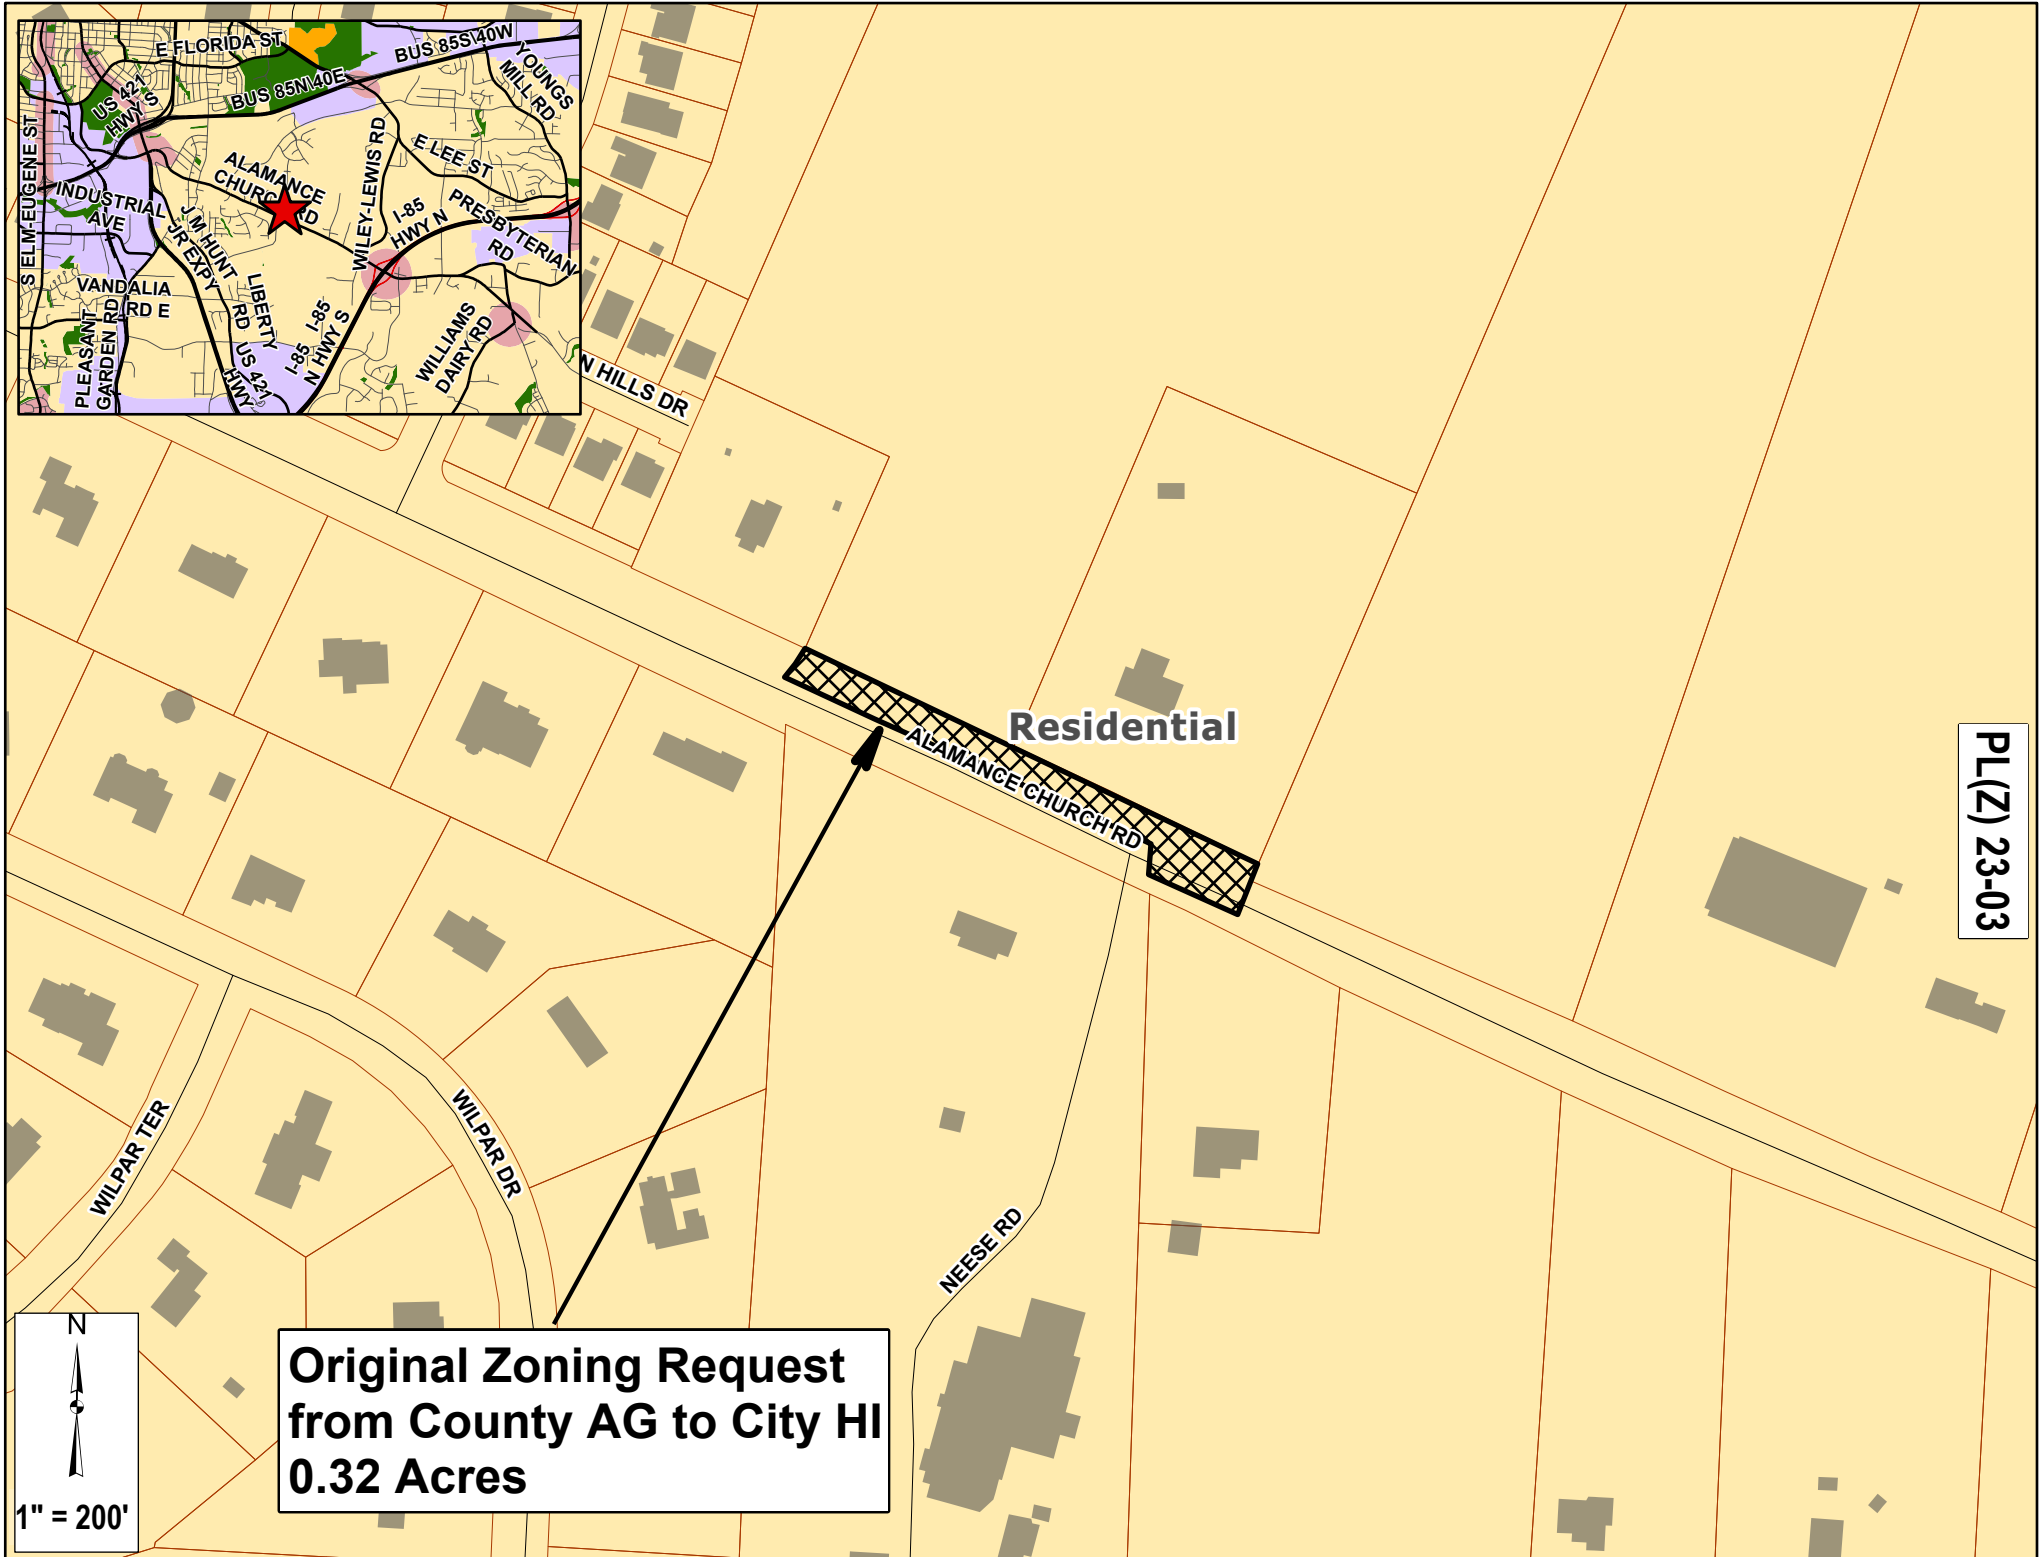 E FLORIDA ST
BUS 85S\40W
YOUNGS
MILL RD
US 421
HWY S
BUS 85N\40E
S ELM-EUGENE ST
ALAMANCE
CHURCH RD
WILEY-LEWIS RD
E LEE ST
INDUSTRIAL
AVE
J M HUNT
JR EXPY
I-85
HWY N
PRESBYTERIAN
RD
VANDALIA
RD E
LIBERTY
RD
PLEASANT
GARDEN RD
US 421
HWY
I-85
I-85
N HWY S
WILLIAMS
DAIRY RD
N HILLS DR
Residential
ALAMANCE CHURCH RD
PL(Z) 23-03
WILPAR TER
WILPAR DR
NEESE RD
N
1" = 200'
Original Zoning Request
from County AG to City HI
0.32 Acres